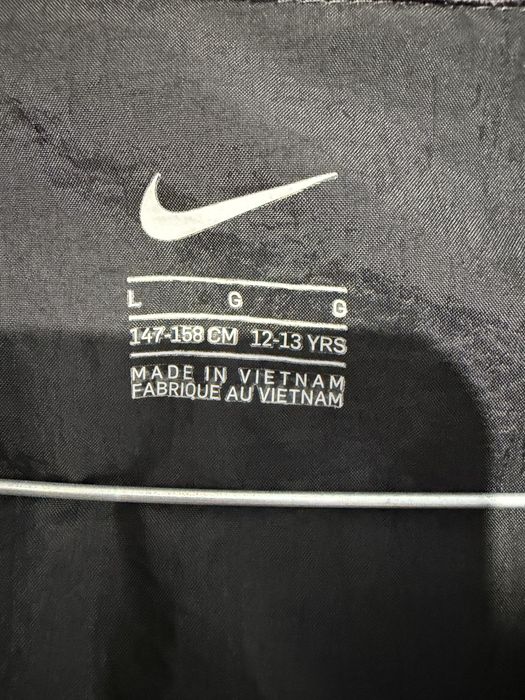 L G G
147-158 CM 12-13 YRS
MADE IN VIETNAM
FABRIQUE AU VIETNAM